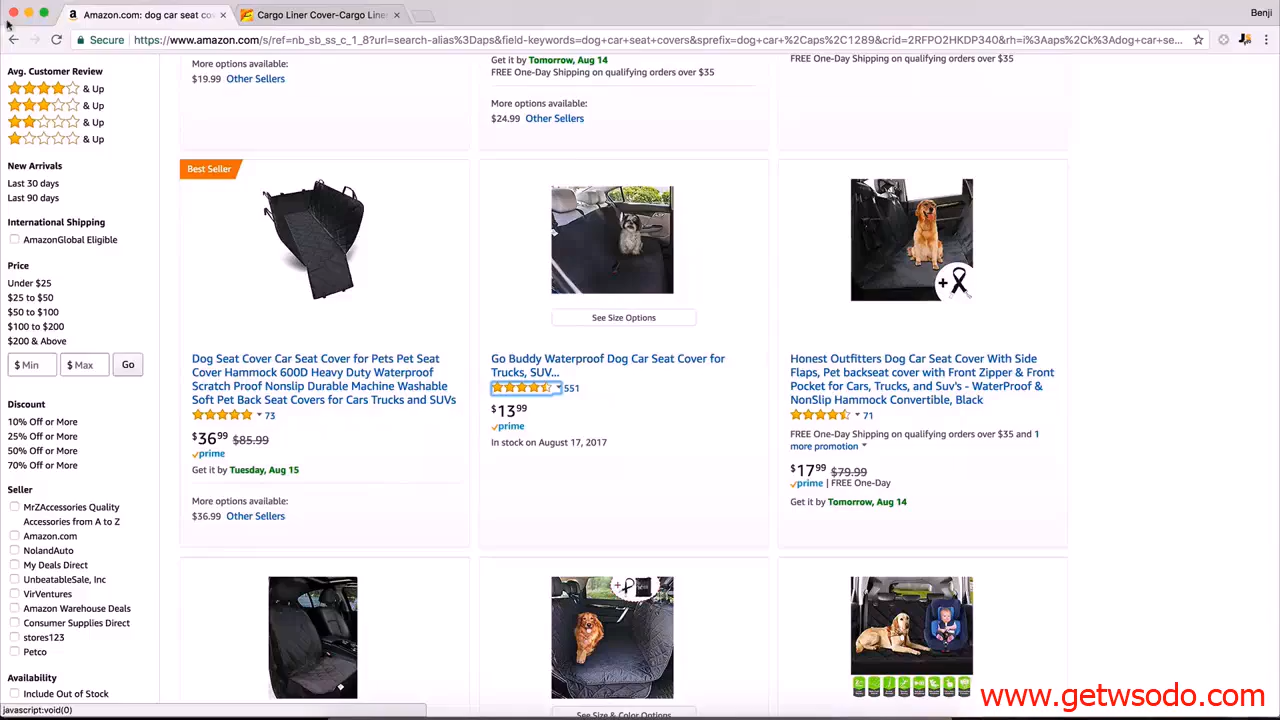 Amazon.com: dog car seat co
Cargo Liner Cover-Cargo Line
Benji
Secure
https://www.amazon.com/s/ref=nb_sb_ss_c_1_8?url=search-alias%3Daps&field-keywords=dog+car+seat+covers&sprefix=dog+car+%2Caps%2C1289&crid=2RFPO2HKDP340&rh=i%3Aaps%2Ck%3Adog+car+se...
Avg. Customer Review
& Up
& Up
& Up
& Up
New Arrivals
Last 30 days
Last 90 days
International Shipping
AmazonGlobal Eligible
Price
Under $25
$25 to $50
$50 to $100
$100 to $200
$200 & Above
$ Min
$ Max
Go
Discount
10% Off or More
25% Off or More
50% Off or More
70% Off or More
Seller
MrZAccessories Quality
Accessories from A to Z
Amazon.com
NolandAuto
My Deals Direct
UnbeatableSale, Inc
VirVentures
Amazon Warehouse Deals
Consumer Supplies Direct
stores123
Petco
Availability
Include Out of Stock
javascript:void(0)
More options available:
$19.99 Other Sellers
Get it by Tomorrow, Aug 14
FREE One-Day Shipping on qualifying orders over $35
More options available:
$24.99 Other Sellers
FREE One-Day Shipping on qualifying orders over $35
Best Seller
Dog Seat Cover Car Seat Cover for Pets Pet Seat
Cover Hammock 600D Heavy Duty Waterproof
Scratch Proof Nonslip Durable Machine Washable
Soft Pet Back Seat Covers for Cars Trucks and SUVs
73
$36 99 $85.99
prime
Get it by Tuesday, Aug 15
More options available:
$36.99 Other Sellers
See Size Options
Go Buddy Waterproof Dog Car Seat Cover for
Trucks, SUV...
551
$13 99
prime
In stock on August 17, 2017
Honest Outfitters Dog Car Seat Cover With Side
Flaps, Pet backseat cover with Front Zipper & Front
Pocket for Cars, Trucks, and Suv's - WaterProof &
NonSlip Hammock Convertible, Black
71
FREE One-Day Shipping on qualifying orders over $35 and 1
more promotion
$17 99 $79.99
prime | FREE One-Day
Get it by Tomorrow, Aug 14
See Size & Color Options
www.getwsodo.com